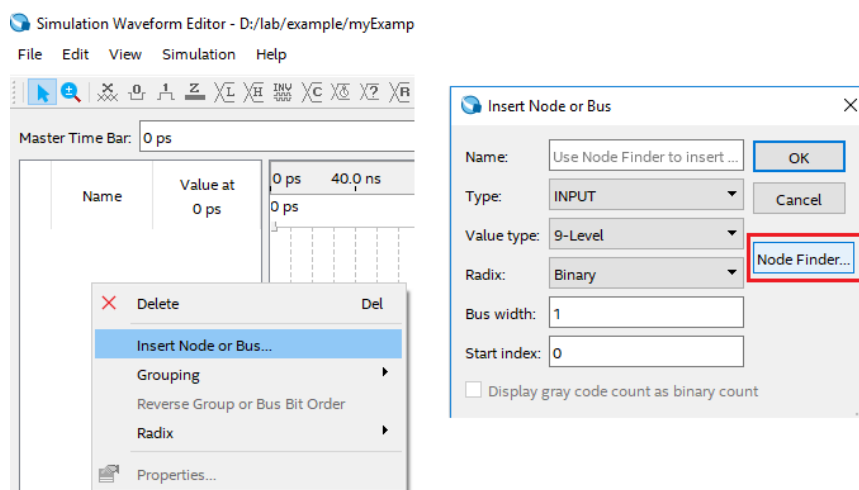 Simulation Waveform Editor - D:/lab/example/myExamp
File Edit View Simulation Help
Master Time Bar: 0 ps
Name
Value at
0 ps
0 ps 40.0 ns
0 ps
Delete Del
Insert Node or Bus...
Grouping
Reverse Group or Bus Bit Order
Radix
Properties...
Insert Node or Bus
Name: Use Node Finder to insert ...
OK
Type: INPUT
Cancel
Value type: 9-Level
Node Finder...
Radix: Binary
Bus width: 1
Start index: 0
Display gray code count as binary count